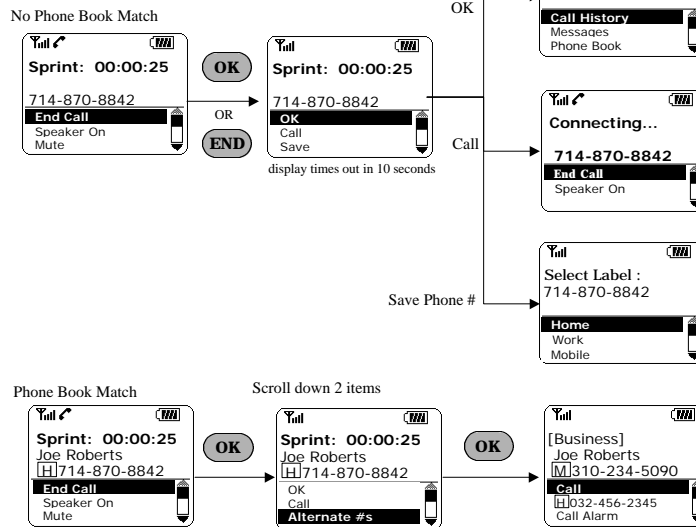 No Phone Book Match
Sprint: 00:00:25
714-870-8842
End Call
Speaker On
Mute
OK
OR
END
Sprint: 00:00:25
714-870-8842
OK
Call
Save
display times out in 10 seconds
OK
Call History
Messages
Phone Book
Call
Connecting...
714-870-8842
End Call
Speaker On
Save Phone #
Select Label :
714-870-8842
Home
Work
Mobile
Phone Book Match
Sprint: 00:00:25
Joe Roberts
H 714-870-8842
End Call
Speaker On
Mute
OK
Scroll down 2 items
Sprint: 00:00:25
Joe Roberts
H 714-870-8842
OK
Call
Alternate #s
OK
[Business]
Joe Roberts
M 310-234-5090
Call
H 032-456-2345
Call Alarm